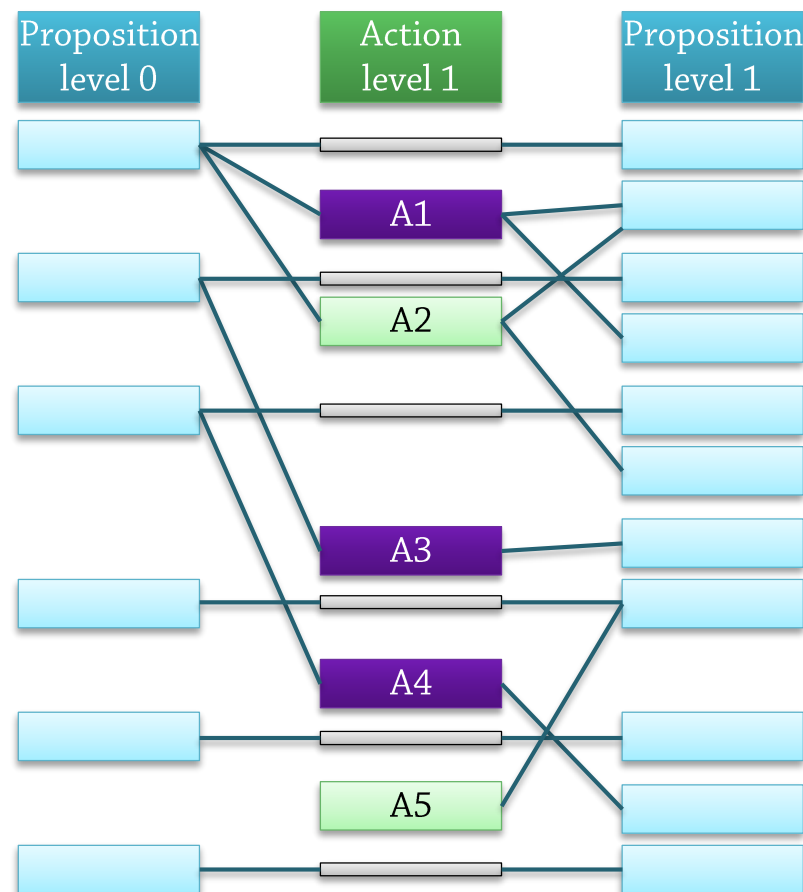 Proposition
level 0
Action
level 1
Proposition
level 1
A1
A2
A3
A4
A5